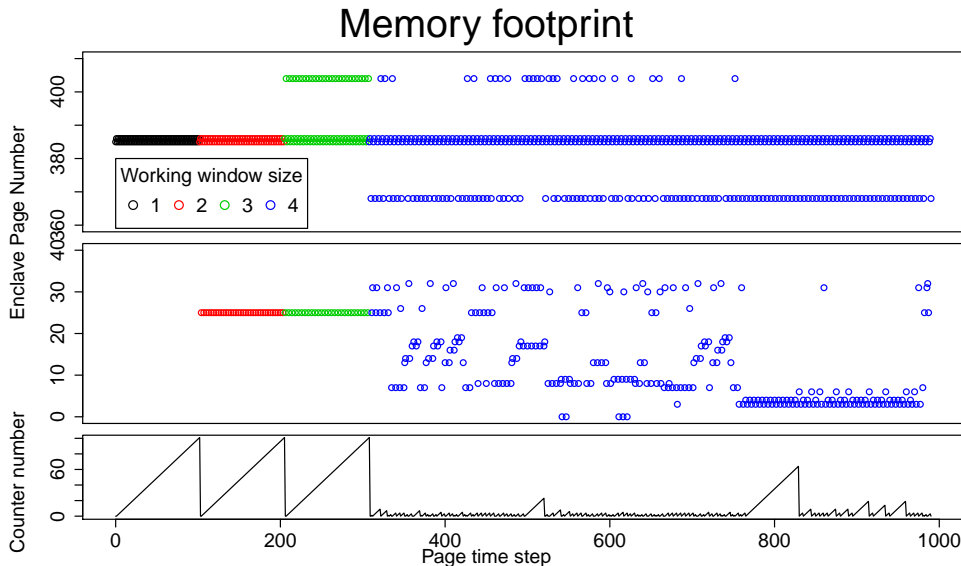 Memory footprint
Enclave Page Number
400
380
360
Working window size
1 2 3 4
40
30
20
10
0
Counter number
60
0
0 200 400 600 800 1000
Page time step